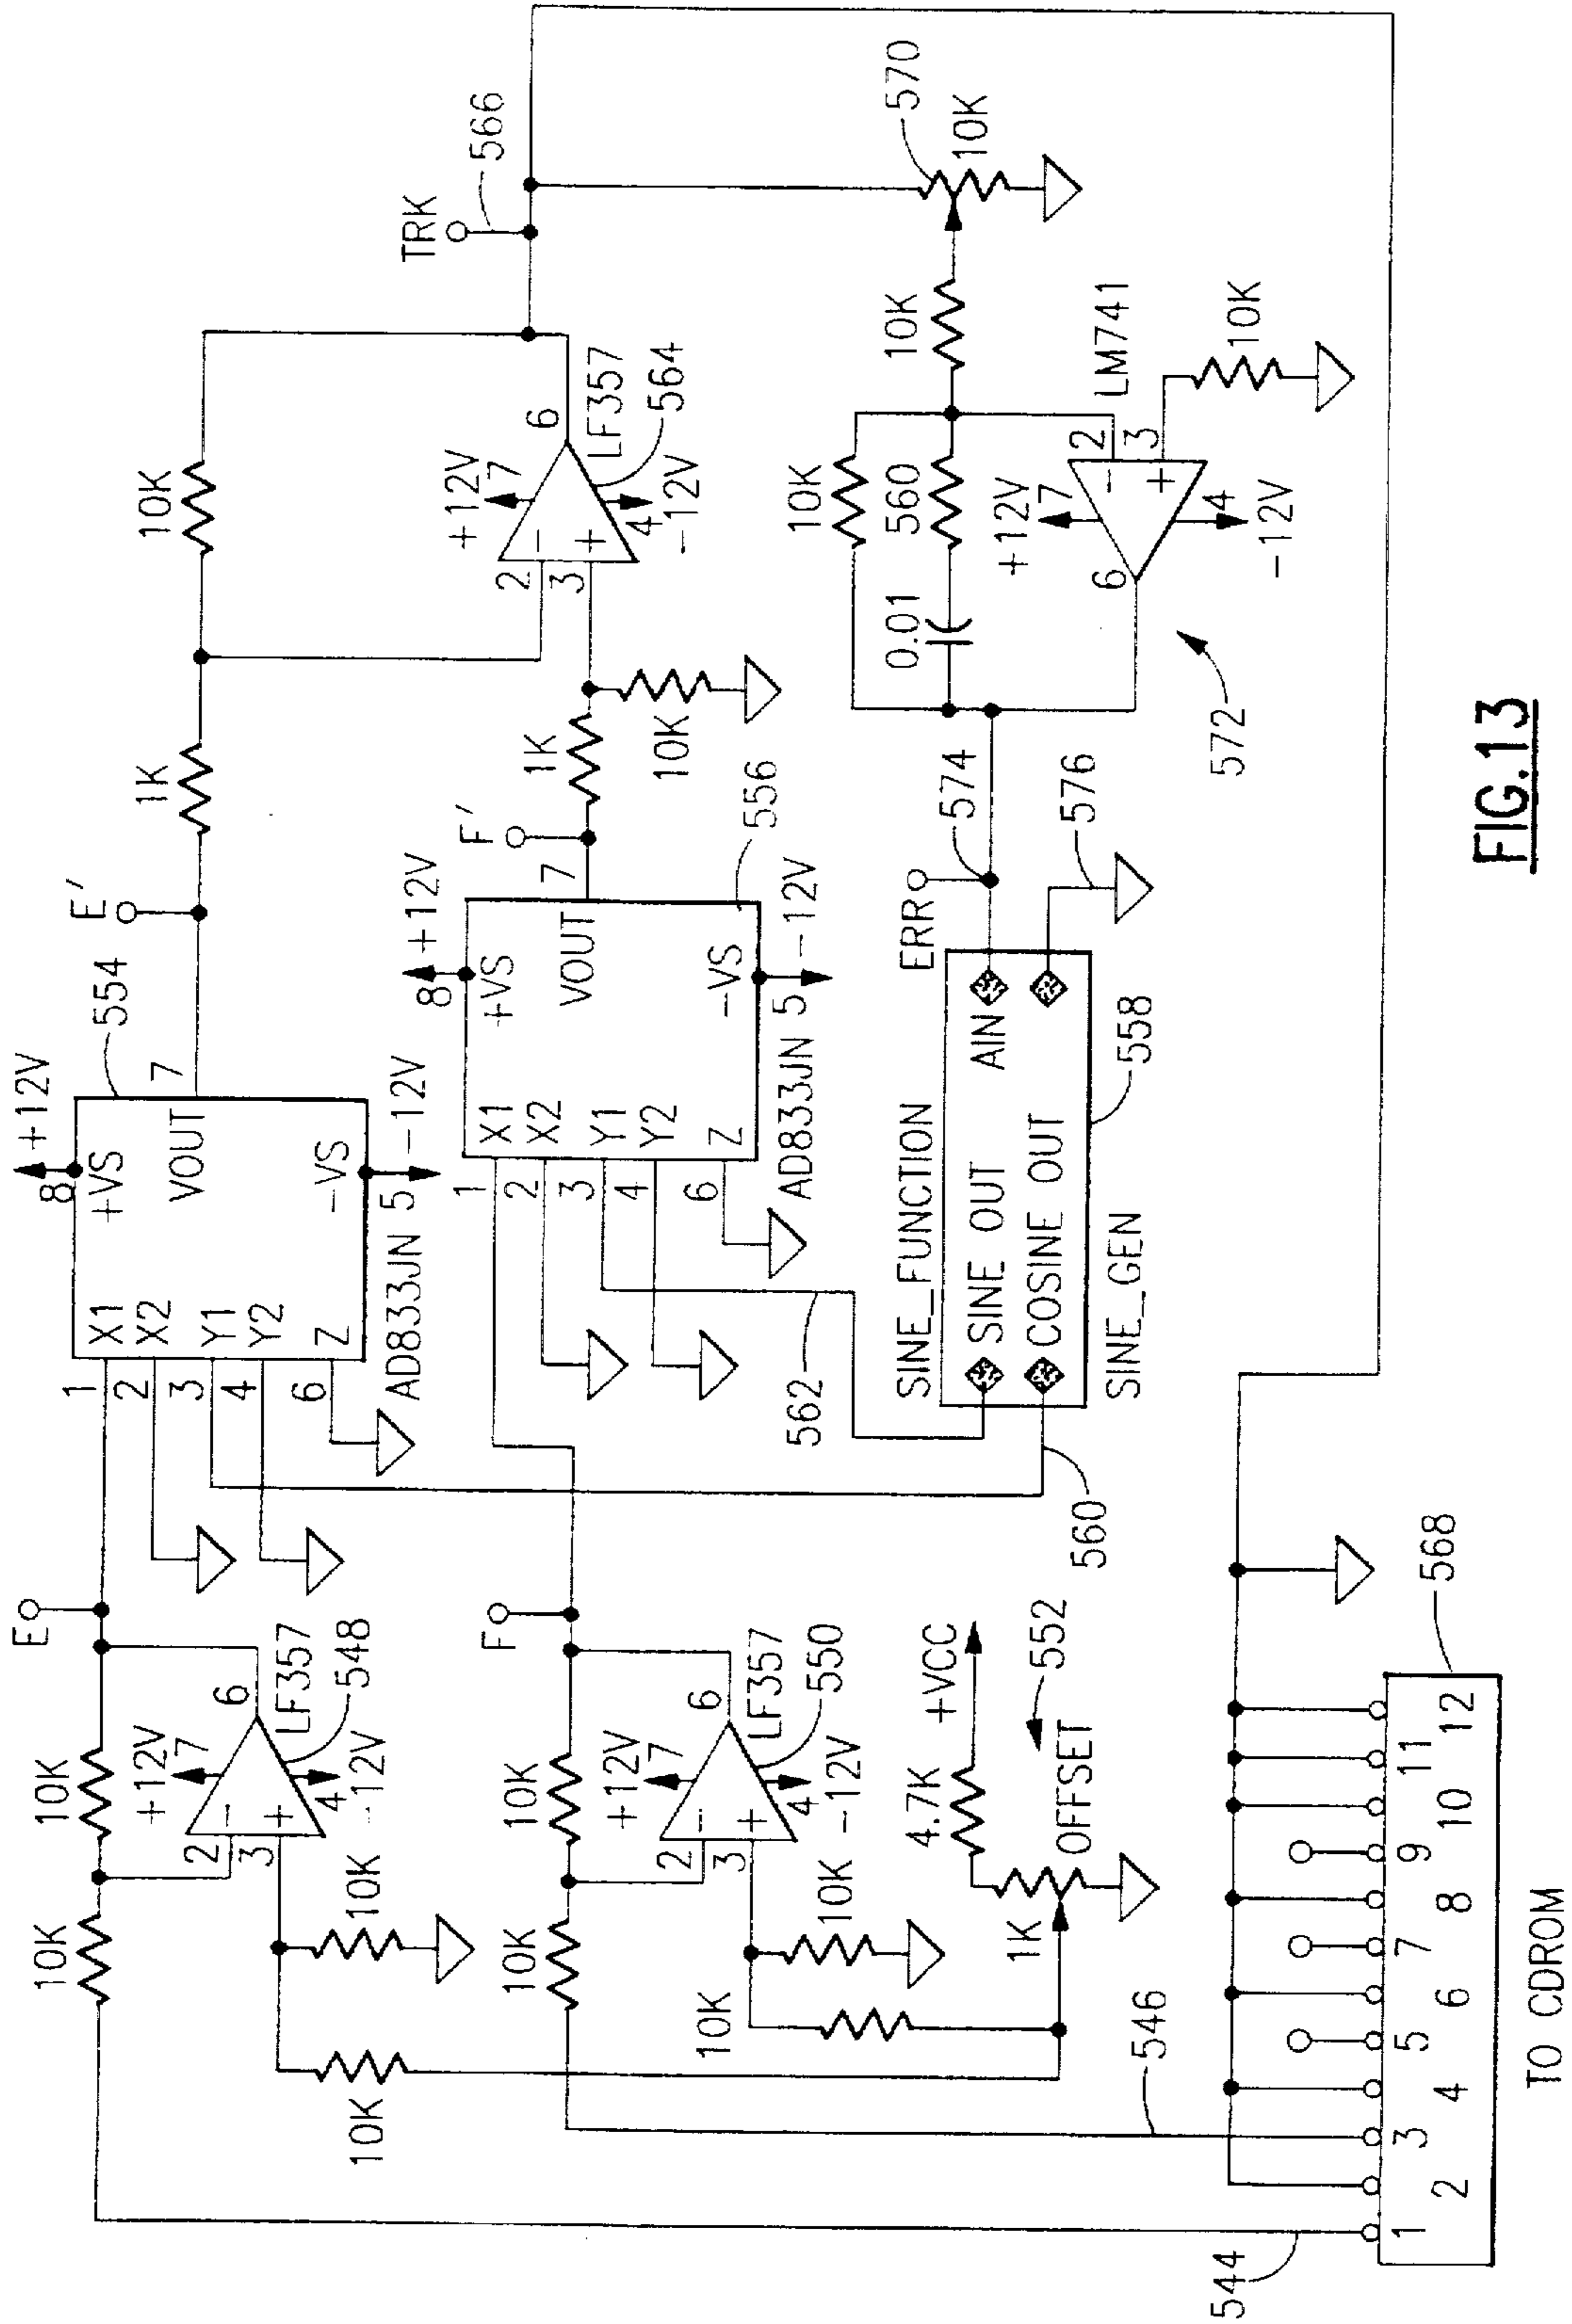 E
10K
10K
+12V
7
2
3
6
4
-12V
LF357
548
10K
10K
8
+12V
+VS
554
X1
X2
Y1
Y2
Z
VOUT
-VS
1
2
3
4
6
7
5
-12V
AD833JN
E'
1K
10K
F
10K
10K
+12V
7
2
3
6
4
-12V
LF357
550
10K
10K
8
+12V
+VS
X1
X2
Y1
Y2
Z
VOUT
-VS
1
2
3
4
6
7
5
-12V
AD833JN
556
F'
1K
10K
+12V
7
2
3
6
4
-12V
LF357
564
TRK
566
4.7K
+VCC
552
1K
OFFSET
560
562
SINE_FUNCTION
SINE OUT
COSINE OUT
AIN
SINE_GEN
558
ERR
574
576
10K
0.01
560
10K
570
10K
+12V
7
2
3
6
4
-12V
LM741
10K
572
544
546
1
2
3
4
5
6
7
8
9
10
11
12
568
TO CDROM
FIG.13